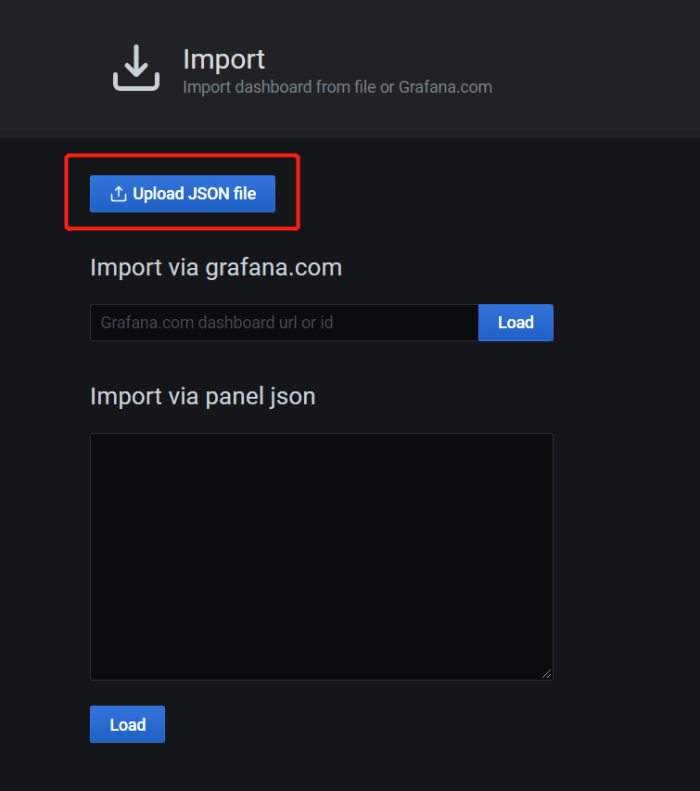 Import
Import dashboard from file or Grafana.com
Upload JSON file
Import via grafana.com
Grafana.com dashboard url or id
Load
Import via panel json
Load